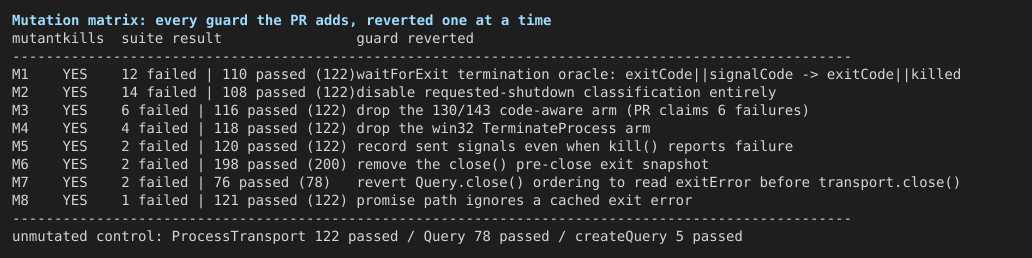 Mutation matrix: every guard the PR adds, reverted one at a time
mutantkills  suite result               guard reverted
----------------------------------------------------------------------------------------------------
M1    YES    12 failed | 110 passed (122)waitForExit termination oracle: exitCode||signalCode -> exitCode||killed
M2    YES    14 failed | 108 passed (122)disable requested-shutdown classification entirely
M3    YES    6 failed | 116 passed (122) drop the 130/143 code-aware arm (PR claims 6 failures)
M4    YES    4 failed | 118 passed (122) drop the win32 TerminateProcess arm
M5    YES    2 failed | 120 passed (122) record sent signals even when kill() reports failure
M6    YES    2 failed | 198 passed (200) remove the close() pre-close exit snapshot
M7    YES    2 failed | 76 passed (78)   revert Query.close() ordering to read exitError before transport.close()
M8    YES    1 failed | 121 passed (122) promise path ignores a cached exit error
----------------------------------------------------------------------------------------------------
unmutated control: ProcessTransport 122 passed / Query 78 passed / createQuery 5 passed